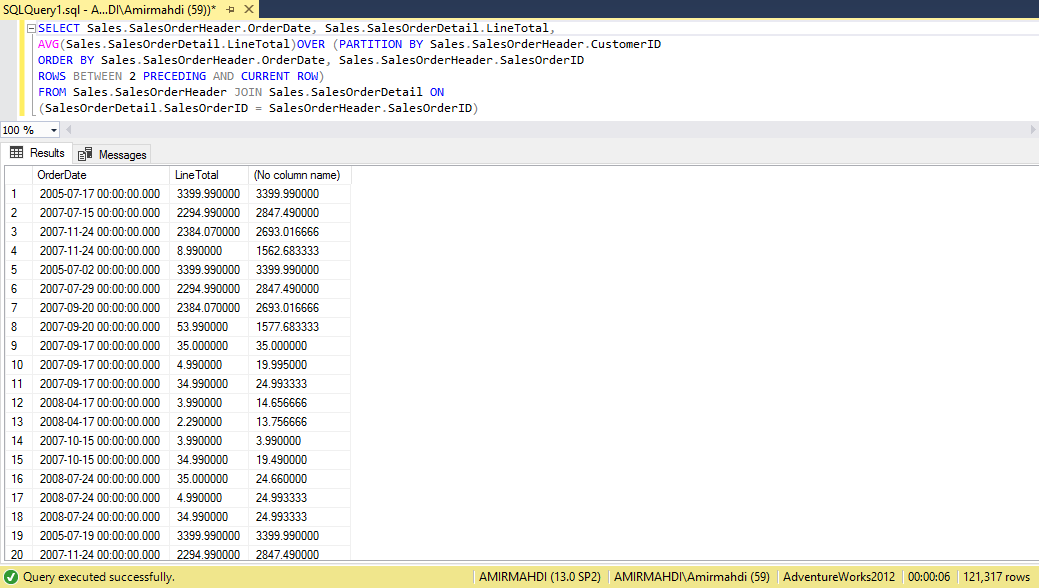 SQLQuery1.sql - A...DI\Amirmahdi (59))*
SELECT Sales.SalesOrderHeader.OrderDate, Sales.SalesOrderDetail.LineTotal,
AVG(Sales.SalesOrderDetail.LineTotal)OVER (PARTITION BY Sales.SalesOrderHeader.CustomerID
ORDER BY Sales.SalesOrderHeader.OrderDate, Sales.SalesOrderHeader.SalesOrderID
ROWS BETWEEN 2 PRECEDING AND CURRENT ROW)
FROM Sales.SalesOrderHeader JOIN Sales.SalesOrderDetail ON
(SalesOrderDetail.SalesOrderID = SalesOrderHeader.SalesOrderID)
100 %
Results Messages
OrderDate LineTotal (No column name)
1 2005-07-17 00:00:00.000 3399.990000 3399.990000
2 2007-07-15 00:00:00.000 2294.990000 2847.490000
3 2007-11-24 00:00:00.000 2384.070000 2693.016666
4 2007-11-24 00:00:00.000 8.990000 1562.683333
5 2005-07-02 00:00:00.000 3399.990000 3399.990000
6 2007-07-29 00:00:00.000 2294.990000 2847.490000
7 2007-09-20 00:00:00.000 2384.070000 2693.016666
8 2007-09-20 00:00:00.000 53.990000 1577.683333
9 2007-09-17 00:00:00.000 35.000000 35.000000
10 2007-09-17 00:00:00.000 4.990000 19.995000
11 2007-09-17 00:00:00.000 34.990000 24.993333
12 2008-04-17 00:00:00.000 3.990000 14.656666
13 2008-04-17 00:00:00.000 2.290000 13.756666
14 2007-10-15 00:00:00.000 3.990000 3.990000
15 2007-10-15 00:00:00.000 34.990000 19.490000
16 2008-07-24 00:00:00.000 35.000000 24.660000
17 2008-07-24 00:00:00.000 4.990000 24.993333
18 2008-07-24 00:00:00.000 34.990000 24.993333
19 2005-07-19 00:00:00.000 3399.990000 3399.990000
20 2007-11-24 00:00:00.000 2294.990000 2847.490000
Query executed successfully. AMIRMAHDI (13.0 SP2) AMIRMAHDI\Amirmahdi (59) AdventureWorks2012 00:00:06 121,317 rows